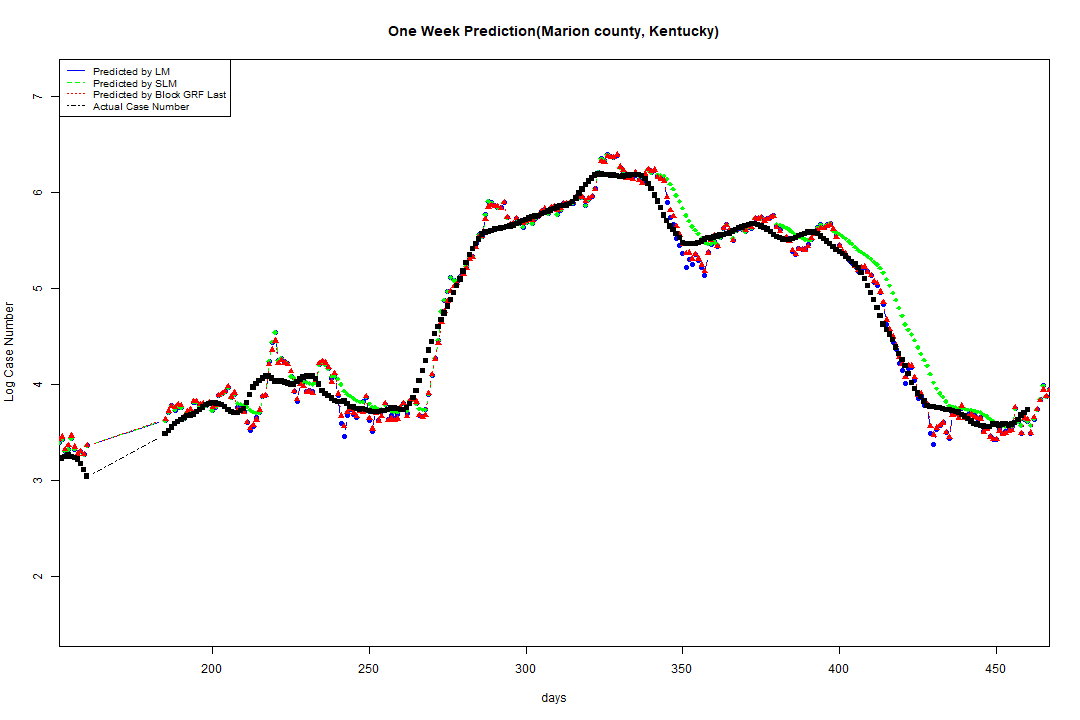 One Week Prediction(Marion county, Kentucky)
Predicted by LM
Predicted by SLM
Predicted by Block GRF Last
Actual Case Number
7
6
5
4
3
2
Log Case Number
200 250 300 350 400 450
days